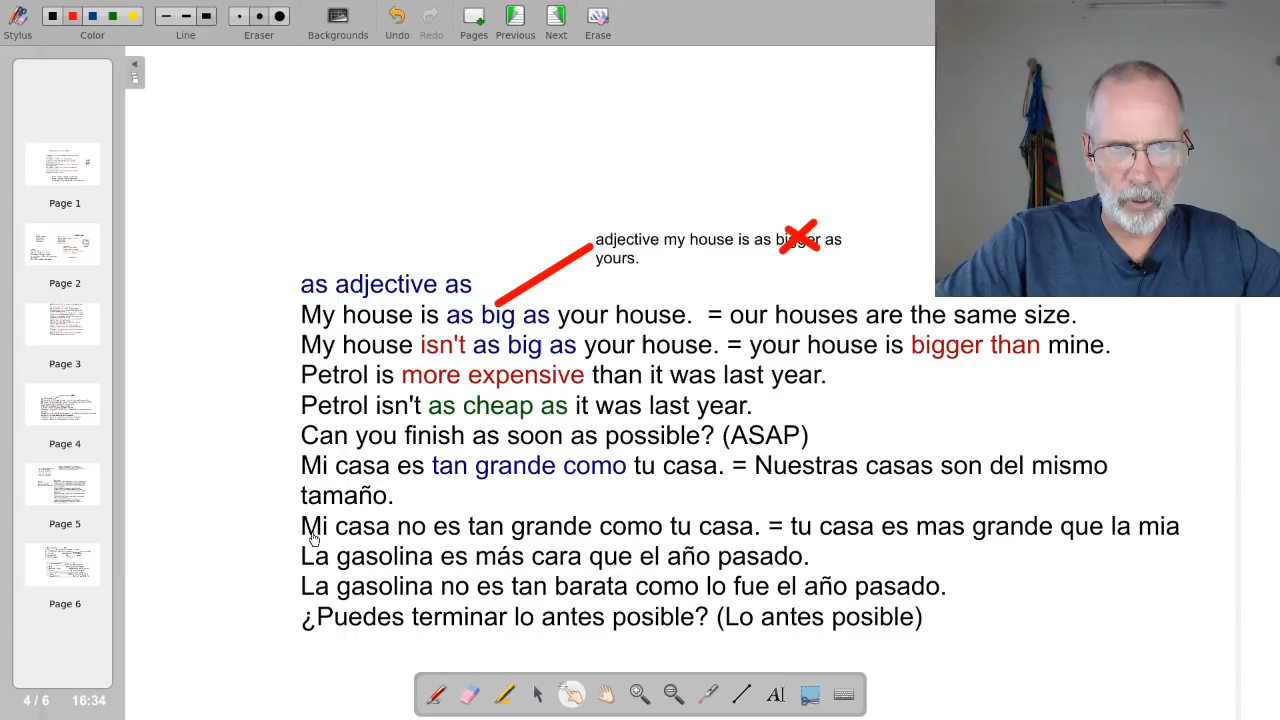 Stylus
Color
Line
Eraser
Backgrounds
Undo
Redo
Pages
Previous
Next
Erase
Page 1
Page 2
Page 3
Page 4
Page 5
Page 6
4 / 6
16:34
adjective my house is as bigger as
yours.
as adjective as
My house is as big as your house. = our houses are the same size.
My house isn't as big as your house. = your house is bigger than mine.
Petrol is more expensive than it was last year.
Petrol isn't as cheap as it was last year.
Can you finish as soon as possible? (ASAP)
Mi casa es tan grande como tu casa. = Nuestras casas son del mismo
tamaño.
Mi casa no es tan grande como tu casa. = tu casa es mas grande que la mia
La gasolina es más cara que el año pasado.
La gasolina no es tan barata como lo fue el año pasado.
¿Puedes terminar lo antes posible? (Lo antes posible)
AI